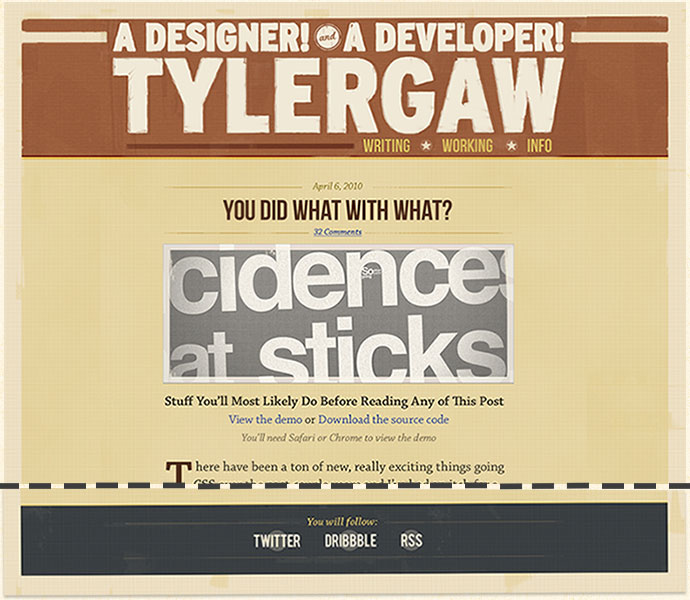 A DESIGNER! and A DEVELOPER!
TYLERGAW
WRITING ★ WORKING ★ INFO
April 6, 2010
YOU DID WHAT WITH WHAT?
32 Comments
cidences
So
at sticks
Stuff You'll Most Likely Do Before Reading Any of This Post
View the demo or Download the source code
You'll need Safari or Chrome to view the demo
There have been a ton of new, really exciting things going
You will follow:
TWITTER DRIBBBLE RSS